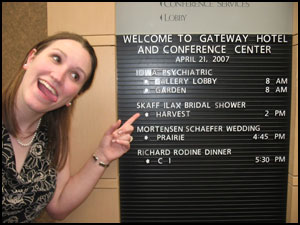 CONFERENCE SERVICES
LOBBY
WELCOME TO GATEWAY HOTEL
AND CONFERENCE CENTER
APRIL 21, 2007
PSYCHIATRIC
GALLERY LOBBY 8 AM
GARDEN 8 AM
SKAFF ILAX BRIDAL SHOWER
HARVEST 2 PM
MORTENSEN SCHAEFER WEDDING
PRAIRIE 4:45 PM
RICHARD RODINE DINNER
C I 5:30 PM